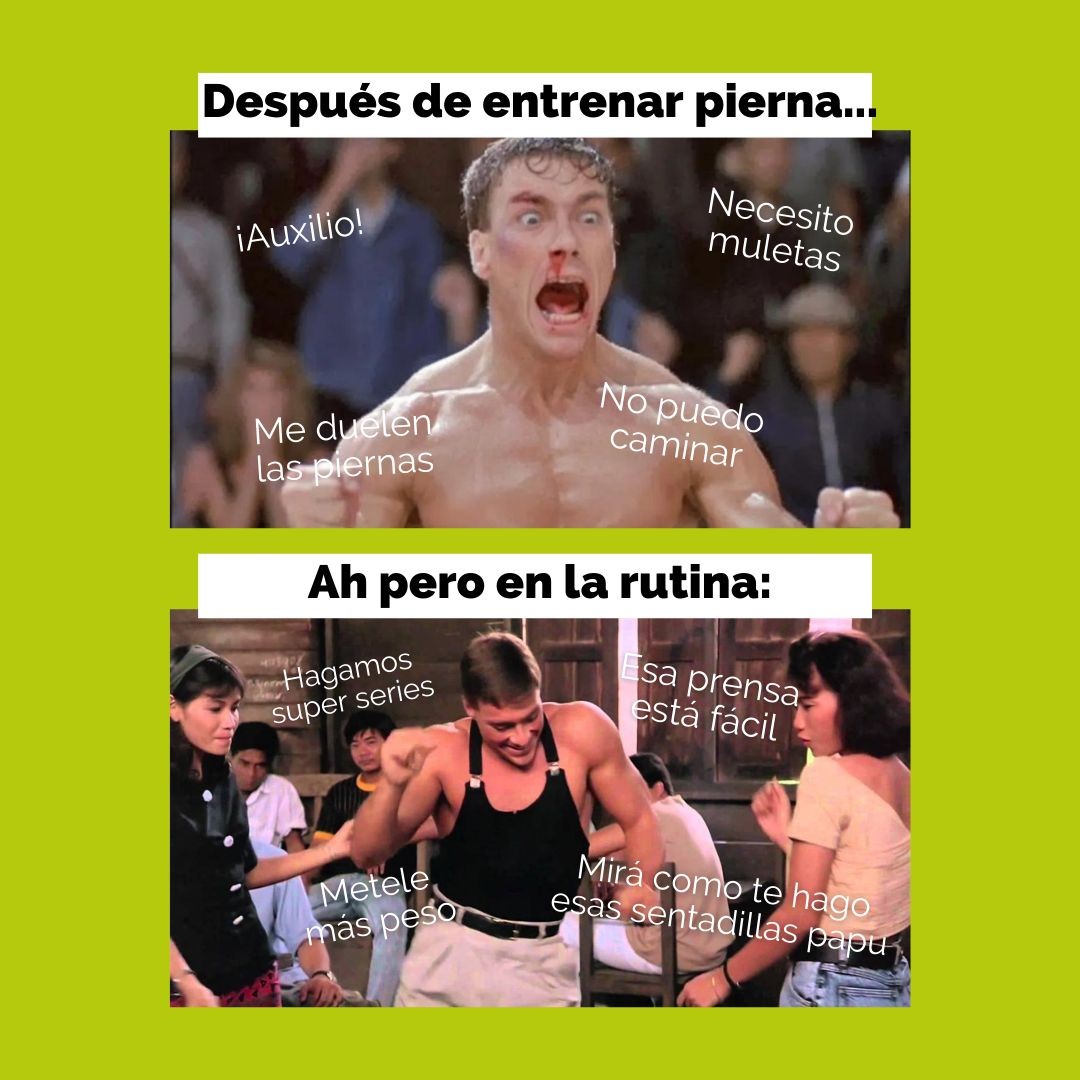 Después de entrenar pierna...
¡Auxilio!
Necesito
muletas
Me duelen
las piernas
No puedo
caminar
Ah pero en la rutina:
Hagamos
super series
Esa prensa
está fácil
Metele
más peso
Mirá como te hago
esas sentadillas papu